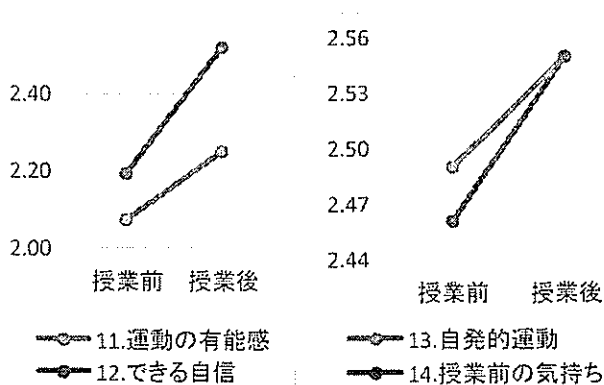 2.40
2.20
2.00
授業前 授業後
11.運動の有能感
12.できる自信
2.56
2.53
2.50
2.47
2.44
授業前 授業後
13.自発的運動
14.授業前の気持ち